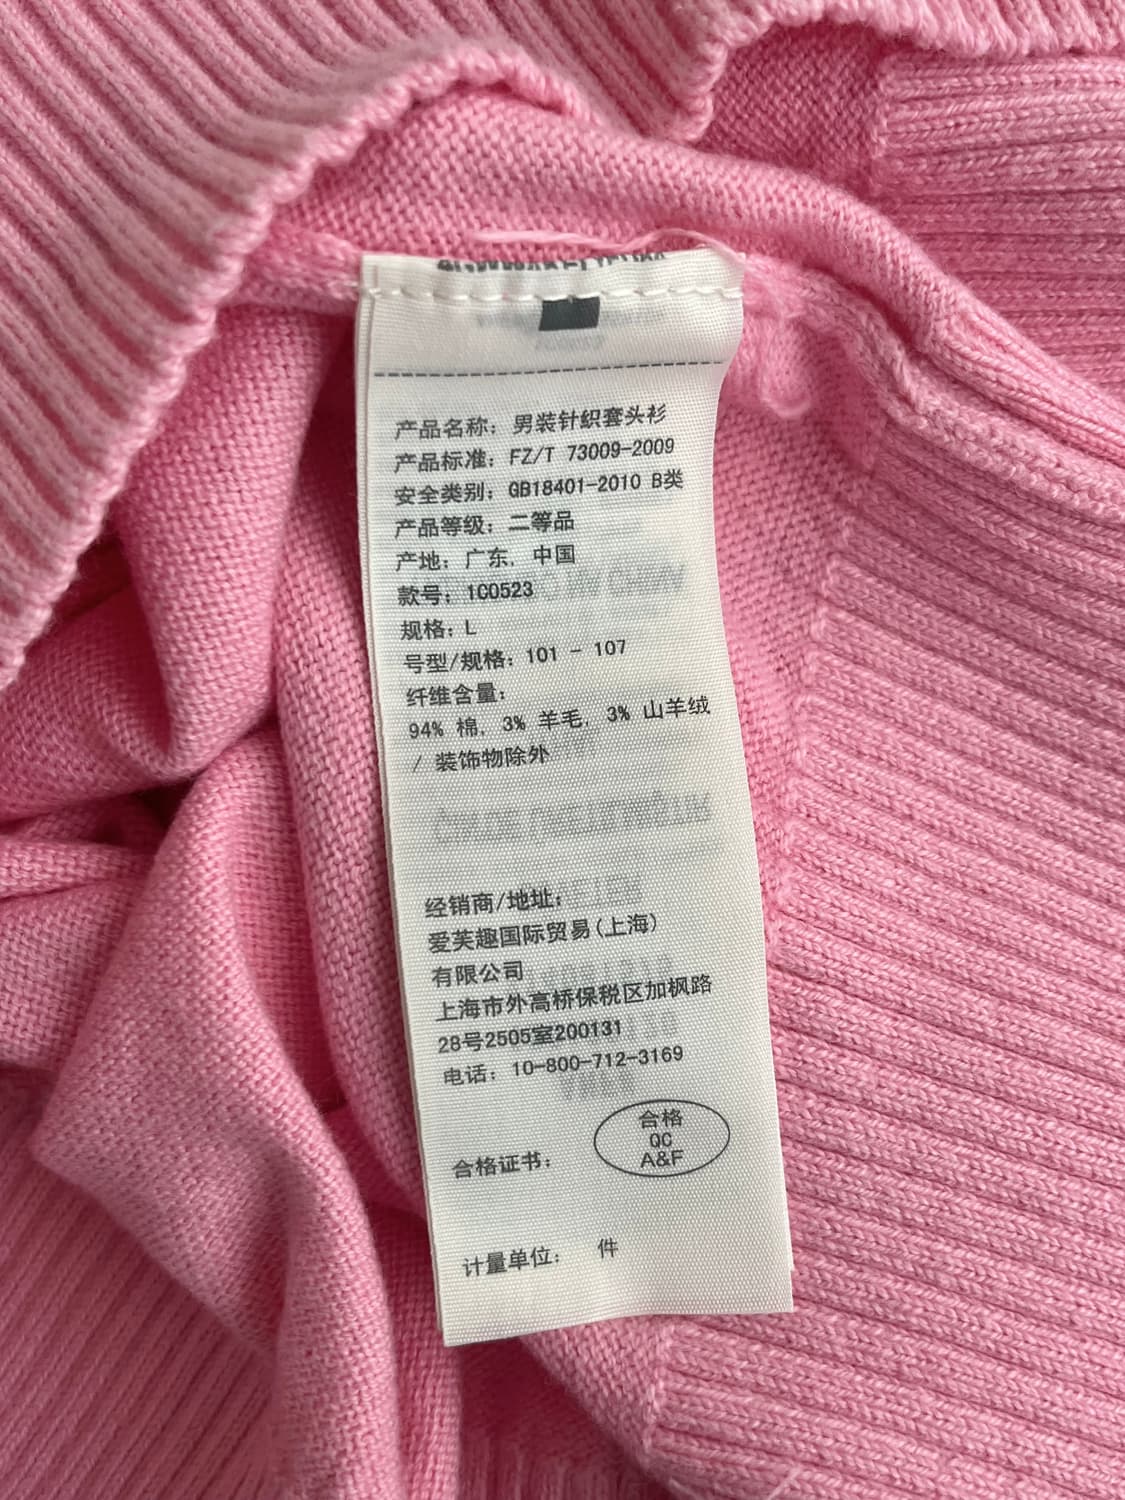 产品名称: 男装针织套头衫
产品标准: FZ/T 73009-2009
安全类别: GB18401-2010 B类
产品等级: 二等品
产地: 广东, 中国
款号: 1C0523
规格: L
号型/规格: 101 - 107
纤维含量:
94% 棉, 3% 羊毛, 3% 山羊绒
/ 装饰物除外
经销商/地址:
爱芙趣国际贸易(上海)
有限公司
上海市外高桥保税区加枫路
28号2505室200131
电话: 10-800-712-3169
合格
QC
A&F
合格证书:
计量单位: 件